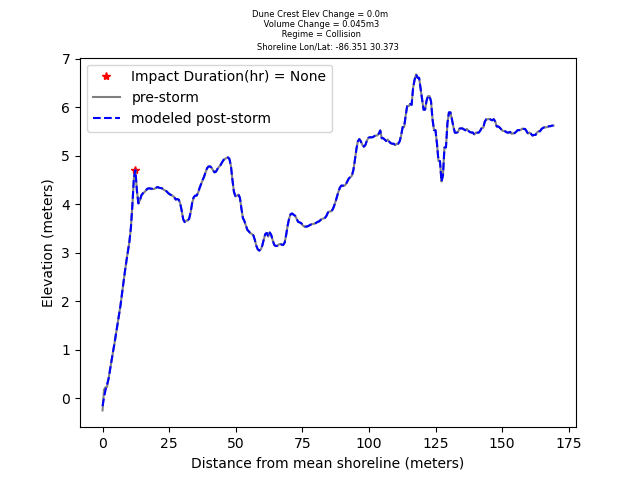 Dune Crest Elev Change = 0.0m
Volume Change = 0.045m3
Regime = Collision
Shoreline Lon/Lat: -86.351 30.373
Impact Duration(hr) = None
pre-storm
modeled post-storm
Elevation (meters)
7
6
5
4
3
2
1
0
0 25 50 75 100 125 150 175
Distance from mean shoreline (meters)